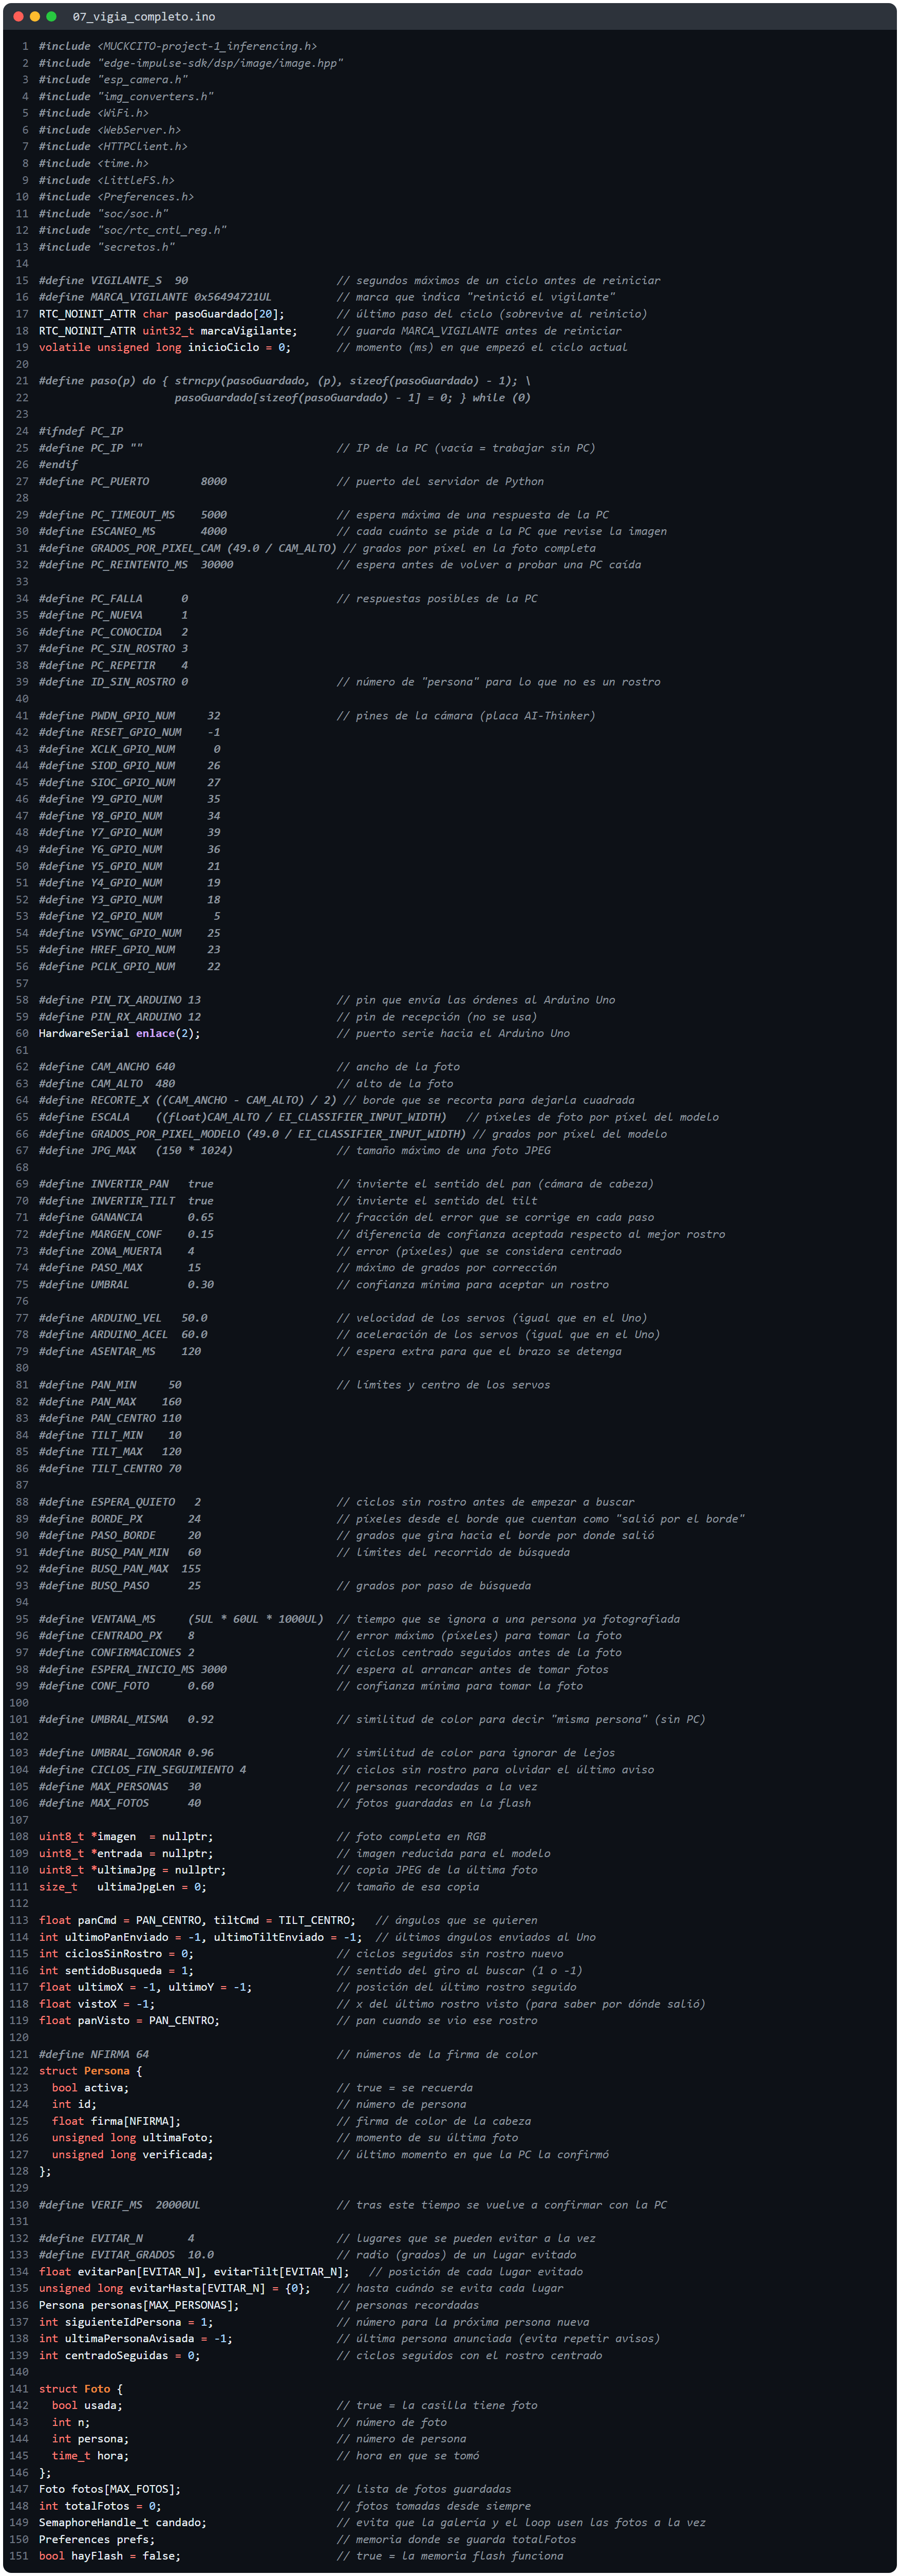 07_vigia_completo.ino
1 #include <MUCKCITO-project-1_inferencing.h>
2 #include "edge-impulse-sdk/dsp/image/image.hpp"
3 #include "esp_camera.h"
4 #include "img_converters.h"
5 #include <WiFi.h>
6 #include <WebServer.h>
7 #include <HTTPClient.h>
8 #include <time.h>
9 #include <LittleFS.h>
10 #include <Preferences.h>
11 #include "soc/soc.h"
12 #include "soc/rtc_cntl_reg.h"
13 #include "secretos.h"
14
15 #define VIGILANTE_S  90                       // segundos máximos de un ciclo antes de reiniciar
16 #define MARCA_VIGILANTE 0x56494721UL          // marca que indica "reinició el vigilante"
17 RTC_NOINIT_ATTR char pasoGuardado[20];        // último paso del ciclo (sobrevive al reinicio)
18 RTC_NOINIT_ATTR uint32_t marcaVigilante;      // guarda MARCA_VIGILANTE antes de reiniciar
19 volatile unsigned long inicioCiclo = 0;       // momento (ms) en que empezó el ciclo actual
20
21 #define paso(p) do { strncpy(pasoGuardado, (p), sizeof(pasoGuardado) - 1); \
22                      pasoGuardado[sizeof(pasoGuardado) - 1] = 0; } while (0)
23
24 #ifndef PC_IP
25 #define PC_IP ""                              // IP de la PC (vacía = trabajar sin PC)
26 #endif
27 #define PC_PUERTO        8000                 // puerto del servidor de Python
28
29 #define PC_TIMEOUT_MS    5000                 // espera máxima de una respuesta de la PC
30 #define ESCANEO_MS       4000                 // cada cuánto se pide a la PC que revise la imagen
31 #define GRADOS_POR_PIXEL_CAM (49.0 / CAM_ALTO) // grados por píxel en la foto completa
32 #define PC_REINTENTO_MS  30000                // espera antes de volver a probar una PC caída
33
34 #define PC_FALLA      0                       // respuestas posibles de la PC
35 #define PC_NUEVA      1
36 #define PC_CONOCIDA   2
37 #define PC_SIN_ROSTRO 3
38 #define PC_REPETIR    4
39 #define ID_SIN_ROSTRO 0                       // número de "persona" para lo que no es un rostro
40
41 #define PWDN_GPIO_NUM     32                  // pines de la cámara (placa AI-Thinker)
42 #define RESET_GPIO_NUM    -1
43 #define XCLK_GPIO_NUM      0
44 #define SIOD_GPIO_NUM     26
45 #define SIOC_GPIO_NUM     27
46 #define Y9_GPIO_NUM       35
47 #define Y8_GPIO_NUM       34
48 #define Y7_GPIO_NUM       39
49 #define Y6_GPIO_NUM       36
50 #define Y5_GPIO_NUM       21
51 #define Y4_GPIO_NUM       19
52 #define Y3_GPIO_NUM       18
53 #define Y2_GPIO_NUM        5
54 #define VSYNC_GPIO_NUM    25
55 #define HREF_GPIO_NUM     23
56 #define PCLK_GPIO_NUM     22
57
58 #define PIN_TX_ARDUINO 13                     // pin que envía las órdenes al Arduino Uno
59 #define PIN_RX_ARDUINO 12                     // pin de recepción (no se usa)
60 HardwareSerial enlace(2);                     // puerto serie hacia el Arduino Uno
61
62 #define CAM_ANCHO 640                         // ancho de la foto
63 #define CAM_ALTO  480                         // alto de la foto
64 #define RECORTE_X ((CAM_ANCHO - CAM_ALTO) / 2) // borde que se recorta para dejarla cuadrada
65 #define ESCALA    ((float)CAM_ALTO / EI_CLASSIFIER_INPUT_WIDTH)   // píxeles de foto por píxel del modelo
66 #define GRADOS_POR_PIXEL_MODELO (49.0 / EI_CLASSIFIER_INPUT_WIDTH) // grados por píxel del modelo
67 #define JPG_MAX   (150 * 1024)                // tamaño máximo de una foto JPEG
68
69 #define INVERTIR_PAN   true                   // invierte el sentido del pan (cámara de cabeza)
70 #define INVERTIR_TILT  true                   // invierte el sentido del tilt
71 #define GANANCIA       0.65                   // fracción del error que se corrige en cada paso
72 #define MARGEN_CONF    0.15                   // diferencia de confianza aceptada respecto al mejor rostro
73 #define ZONA_MUERTA    4                      // error (píxeles) que se considera centrado
74 #define PASO_MAX       15                     // máximo de grados por corrección
75 #define UMBRAL         0.30                   // confianza mínima para aceptar un rostro
76
77 #define ARDUINO_VEL   50.0                    // velocidad de los servos (igual que en el Uno)
78 #define ARDUINO_ACEL  60.0                    // aceleración de los servos (igual que en el Uno)
79 #define ASENTAR_MS    120                     // espera extra para que el brazo se detenga
80
81 #define PAN_MIN     50                        // límites y centro de los servos
82 #define PAN_MAX    160
83 #define PAN_CENTRO 110
84 #define TILT_MIN    10
85 #define TILT_MAX   120
86 #define TILT_CENTRO 70
87
88 #define ESPERA_QUIETO   2                     // ciclos sin rostro antes de empezar a buscar
89 #define BORDE_PX       24                     // píxeles desde el borde que cuentan como "salió por el borde"
90 #define PASO_BORDE     20                     // grados que gira hacia el borde por donde salió
91 #define BUSQ_PAN_MIN   60                     // límites del recorrido de búsqueda
92 #define BUSQ_PAN_MAX  155
93 #define BUSQ_PASO      25                     // grados por paso de búsqueda
94
95 #define VENTANA_MS     (5UL * 60UL * 1000UL)  // tiempo que se ignora a una persona ya fotografiada
96 #define CENTRADO_PX    8                      // error máximo (píxeles) para tomar la foto
97 #define CONFIRMACIONES 2                      // ciclos centrado seguidos antes de la foto
98 #define ESPERA_INICIO_MS 3000                 // espera al arrancar antes de tomar fotos
99 #define CONF_FOTO      0.60                   // confianza mínima para tomar la foto
100
101 #define UMBRAL_MISMA   0.92                   // similitud de color para decir "misma persona" (sin PC)
102
103 #define UMBRAL_IGNORAR 0.96                   // similitud de color para ignorar de lejos
104 #define CICLOS_FIN_SEGUIMIENTO 4              // ciclos sin rostro para olvidar el último aviso
105 #define MAX_PERSONAS   30                     // personas recordadas a la vez
106 #define MAX_FOTOS      40                     // fotos guardadas en la flash
107
108 uint8_t *imagen  = nullptr;                   // foto completa en RGB
109 uint8_t *entrada = nullptr;                   // imagen reducida para el modelo
110 uint8_t *ultimaJpg = nullptr;                 // copia JPEG de la última foto
111 size_t   ultimaJpgLen = 0;                    // tamaño de esa copia
112
113 float panCmd = PAN_CENTRO, tiltCmd = TILT_CENTRO;   // ángulos que se quieren
114 int ultimoPanEnviado = -1, ultimoTiltEnviado = -1;  // últimos ángulos enviados al Uno
115 int ciclosSinRostro = 0;                      // ciclos seguidos sin rostro nuevo
116 int sentidoBusqueda = 1;                      // sentido del giro al buscar (1 o -1)
117 float ultimoX = -1, ultimoY = -1;             // posición del último rostro seguido
118 float vistoX = -1;                            // x del último rostro visto (para saber por dónde salió)
119 float panVisto = PAN_CENTRO;                  // pan cuando se vio ese rostro
120
121 #define NFIRMA 64                             // números de la firma de color
122 struct Persona {
123   bool activa;                                // true = se recuerda
124   int id;                                     // número de persona
125   float firma[NFIRMA];                        // firma de color de la cabeza
126   unsigned long ultimaFoto;                   // momento de su última foto
127   unsigned long verificada;                   // último momento en que la PC la confirmó
128 };
129
130 #define VERIF_MS  20000UL                     // tras este tiempo se vuelve a confirmar con la PC
131
132 #define EVITAR_N       4                      // lugares que se pueden evitar a la vez
133 #define EVITAR_GRADOS  10.0                   // radio (grados) de un lugar evitado
134 float evitarPan[EVITAR_N], evitarTilt[EVITAR_N];   // posición de cada lugar evitado
135 unsigned long evitarHasta[EVITAR_N] = {0};    // hasta cuándo se evita cada lugar
136 Persona personas[MAX_PERSONAS];               // personas recordadas
137 int siguienteIdPersona = 1;                   // número para la próxima persona nueva
138 int ultimaPersonaAvisada = -1;                // última persona anunciada (evita repetir avisos)
139 int centradoSeguidas = 0;                     // ciclos seguidos con el rostro centrado
140
141 struct Foto {
142   bool usada;                                 // true = la casilla tiene foto
143   int n;                                      // número de foto
144   int persona;                                // número de persona
145   time_t hora;                                // hora en que se tomó
146 };
147 Foto fotos[MAX_FOTOS];                        // lista de fotos guardadas
148 int totalFotos = 0;                           // fotos tomadas desde siempre
149 SemaphoreHandle_t candado;                    // evita que la galería y el loop usen las fotos a la vez
150 Preferences prefs;                            // memoria donde se guarda totalFotos
151 bool hayFlash = false;                        // true = la memoria flash funciona